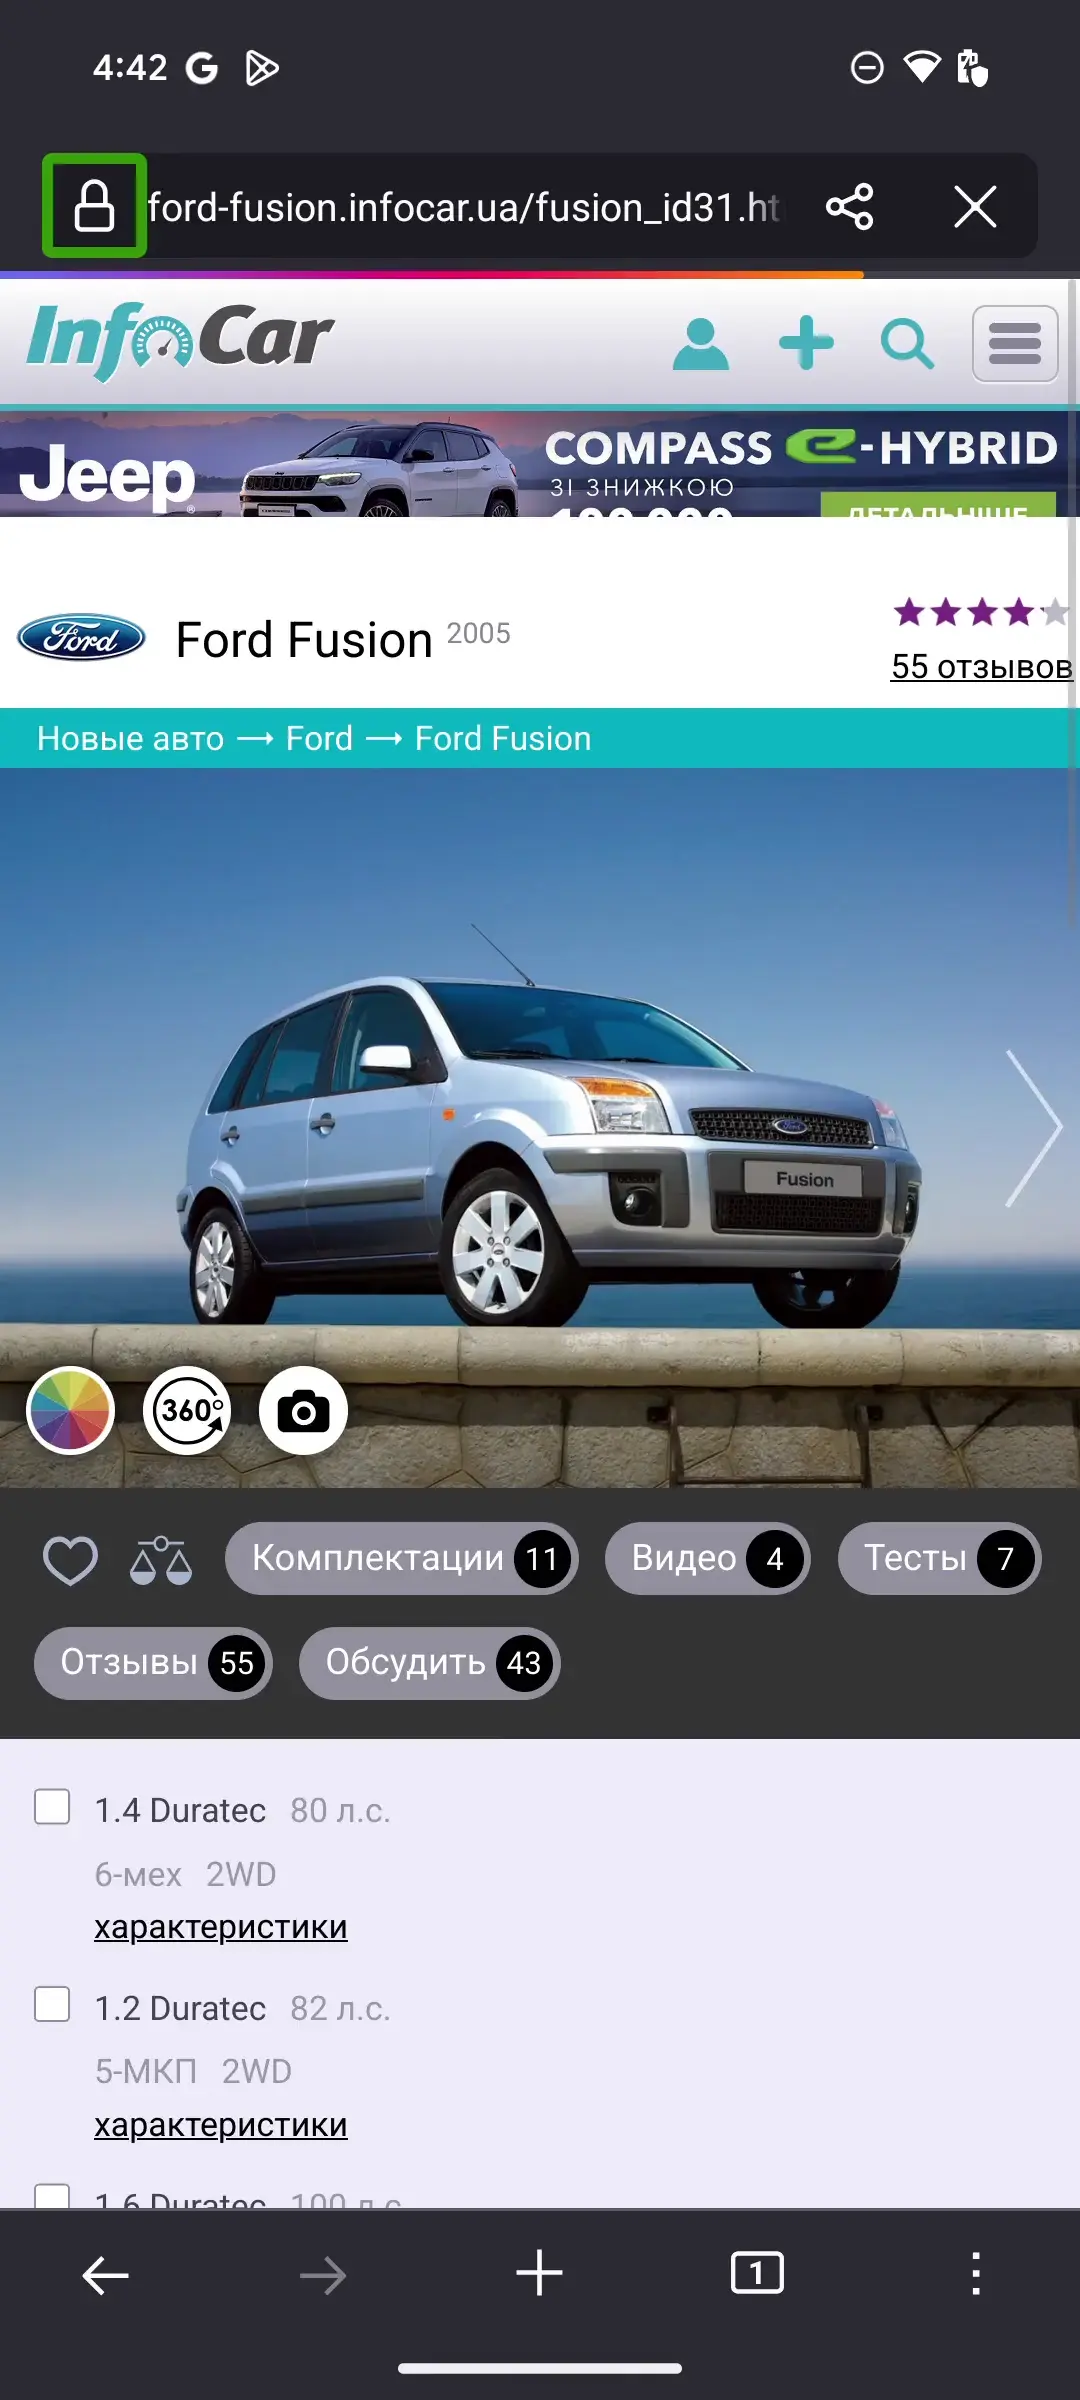 4:42
ford-fusion.infocar.ua/fusion_id31.ht
InfoCar
Jeep
COMPASS e-HYBRID
ЗІ ЗНИЖКОЮ
ДЕТАЛЬНІШЕ
Ford
Ford Fusion 2005
55 отзывов
Новые авто → Ford → Ford Fusion
Ford
Fusion
360°
Комплектации 11
Видео 4
Тесты 7
Отзывы 55
Обсудить 43
1.4 Duratec 80 л.с.
6-мех 2WD
характеристики
1.2 Duratec 82 л.с.
5-МКП 2WD
характеристики
1.6 Duratec 100 л.с.
1